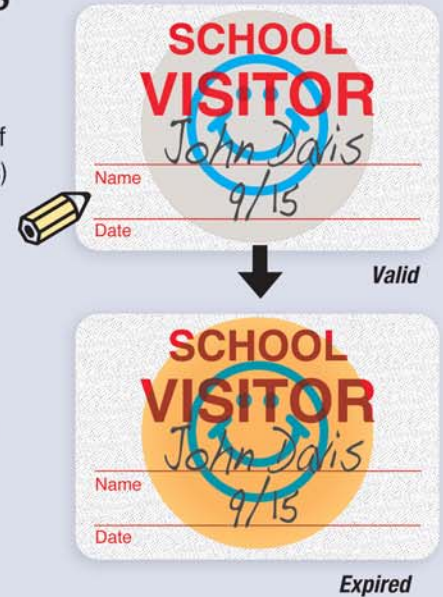 SCHOOL
VISITOR
John Davis
Name
9/15
Date
Valid
SCHOOL
VISITOR
John Davis
Name
9/15
Date
Expired